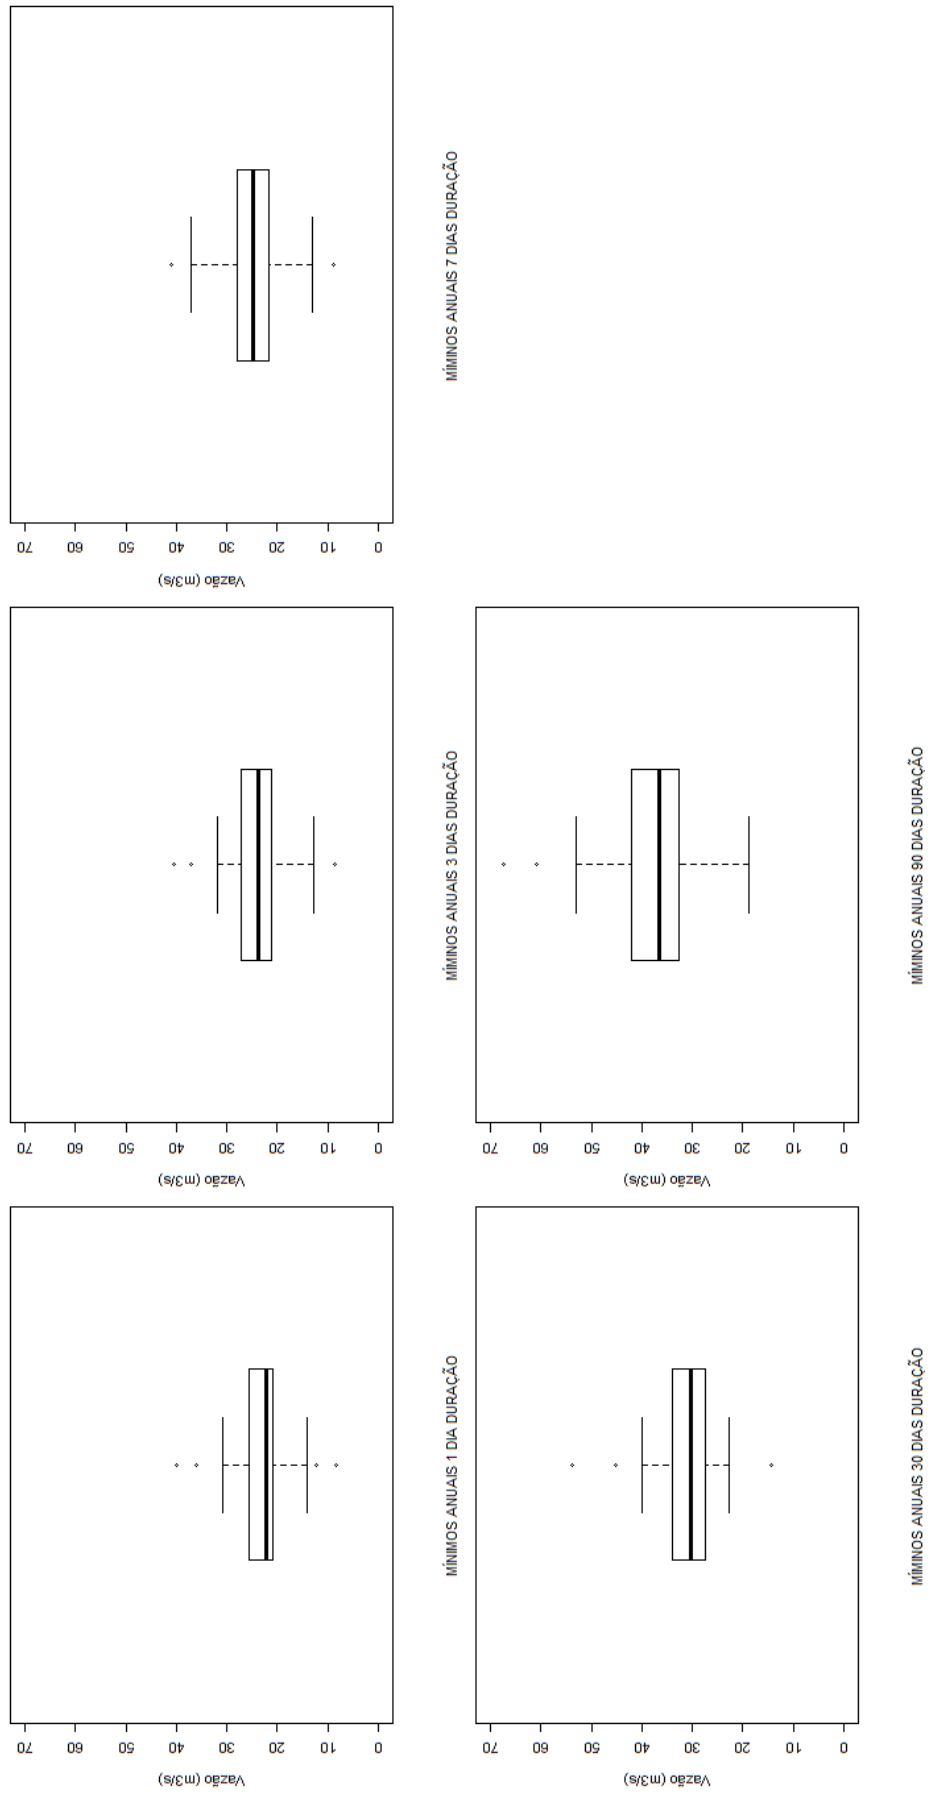 Vazão (m3/s)
0 10 20 30 40 50 60 70
MÍNIMOS ANUAIS 1 DIA DURAÇÃO
Vazão (m3/s)
0 10 20 30 40 50 60 70
MÍMINOS ANUAIS 3 DIAS DURAÇÃO
Vazão (m3/s)
0 10 20 30 40 50 60 70
MÍMINOS ANUAIS 7 DIAS DURAÇÃO
Vazão (m3/s)
0 10 20 30 40 50 60 70
MÍMINOS ANUAIS 30 DIAS DURAÇÃO
Vazão (m3/s)
0 10 20 30 40 50 60 70
MÍMINOS ANUAIS 90 DIAS DURAÇÃO